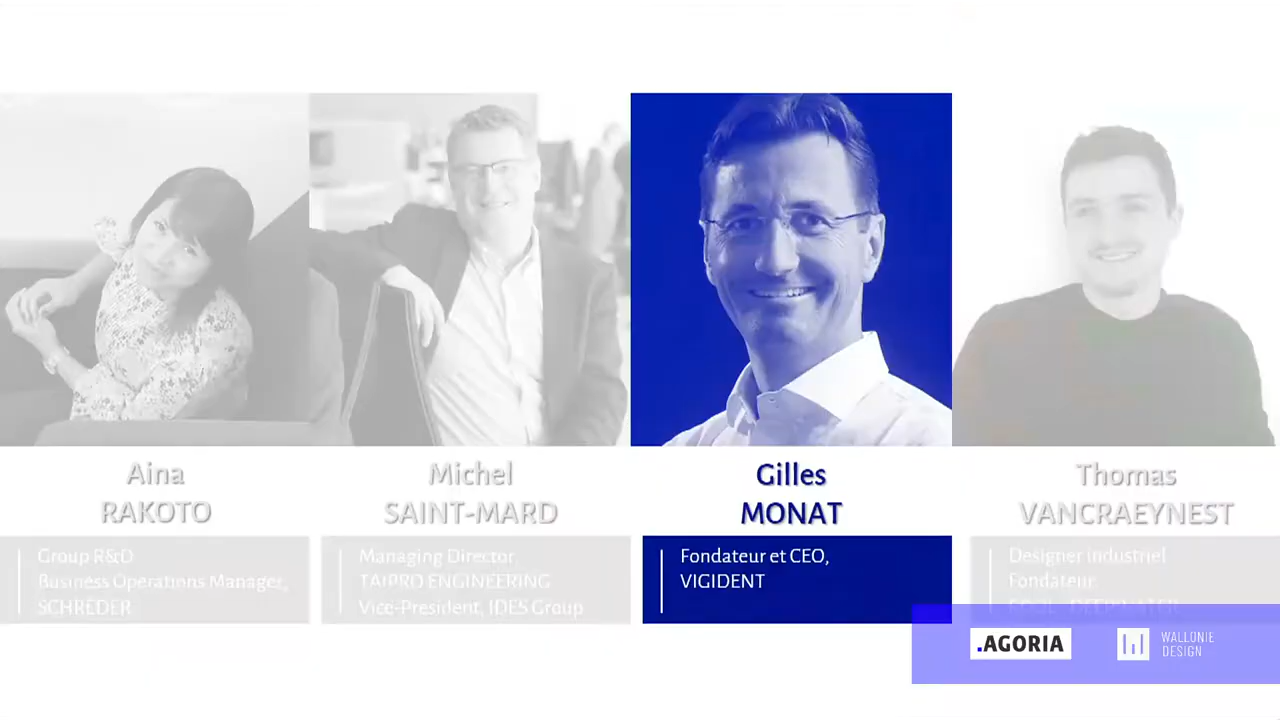 Aina
RAKOTO
Group R&D
Business Operations Manager,
SCHREDER
Michel
SAINT-MARD
Managing Director,
TAIPRO ENGINEERING
Vice-President, IDES Group
Gilles
MONAT
Fondateur et CEO,
VIGIDENT
Thomas
VANCRAEYNEST
Designer industriel
Fondateur
.AGORIA
WALLONIE
DESIGN